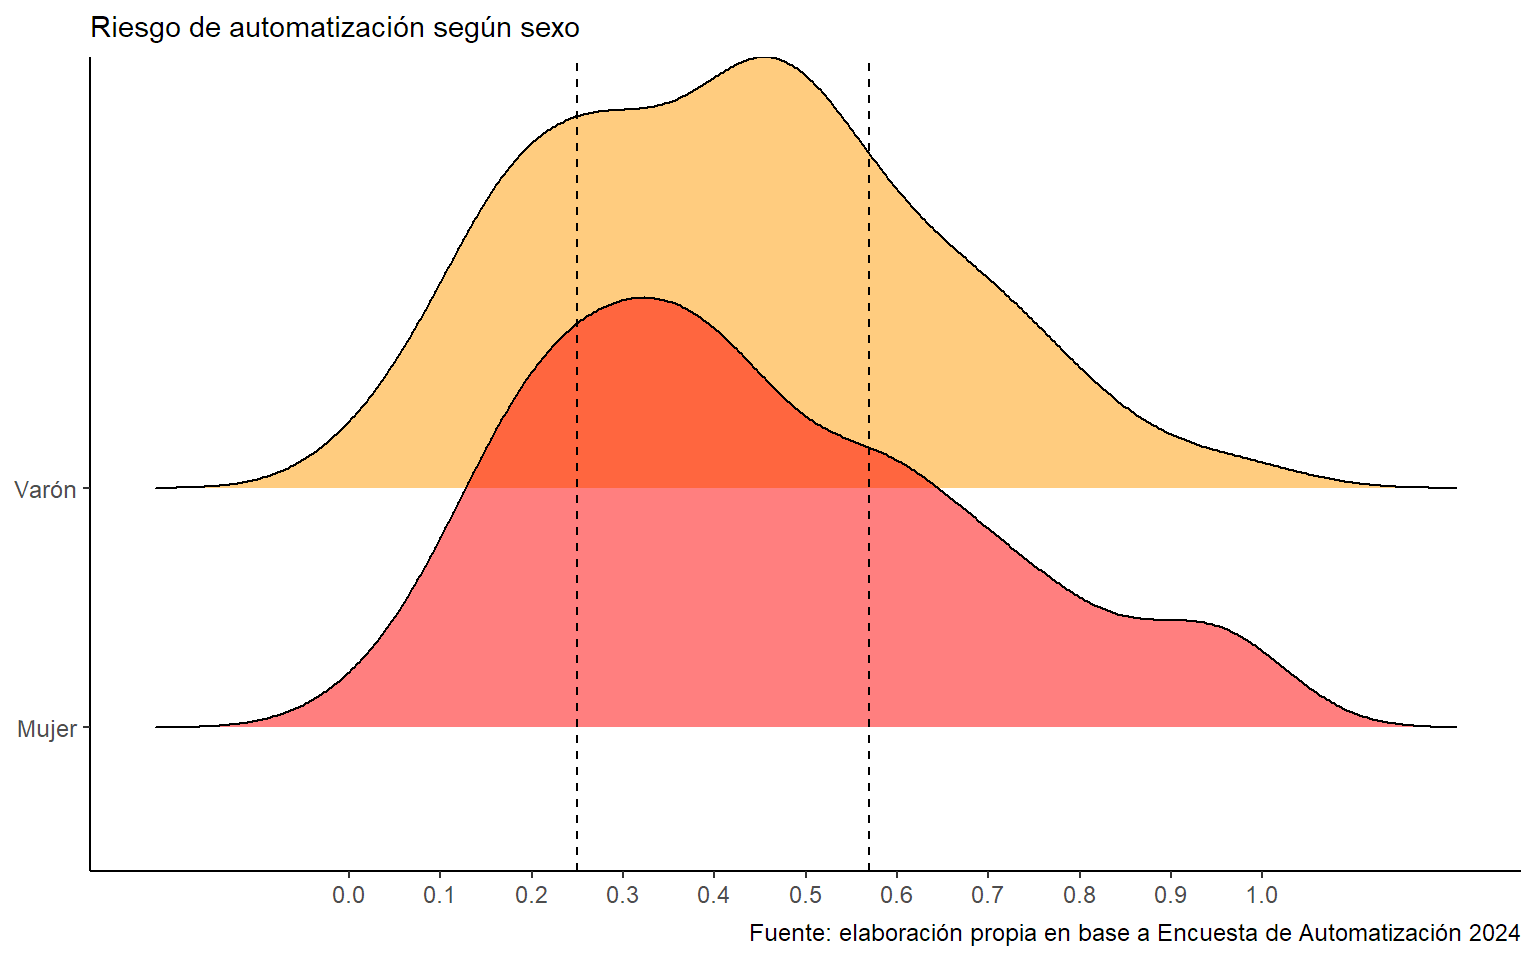 Riesgo de automatización según sexo
Varón
Mujer
0.0 0.1 0.2 0.3 0.4 0.5 0.6 0.7 0.8 0.9 1.0
Fuente: elaboración propia en base a Encuesta de Automatización 2024